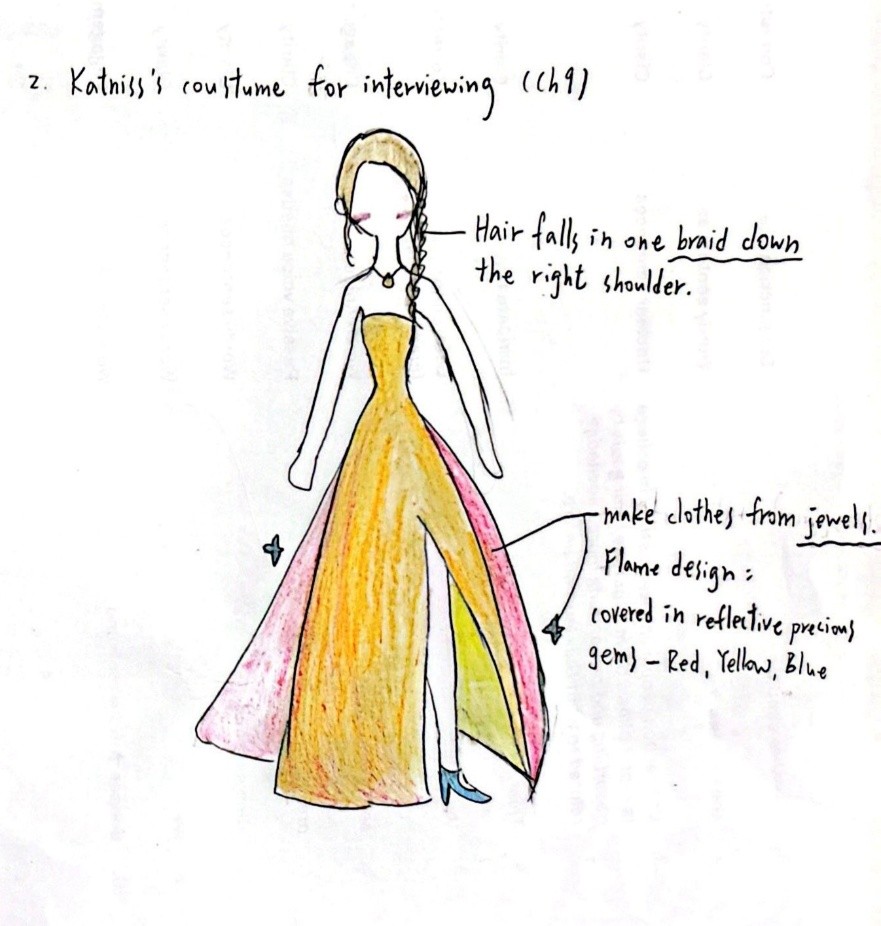 2. Katniss's coustume for interviewing (Ch9)
Hair falls in one braid down
the right shoulder.
make clothes from jewels.
Flame design:
covered in reflective precious
gems - Red, Yellow, Blue